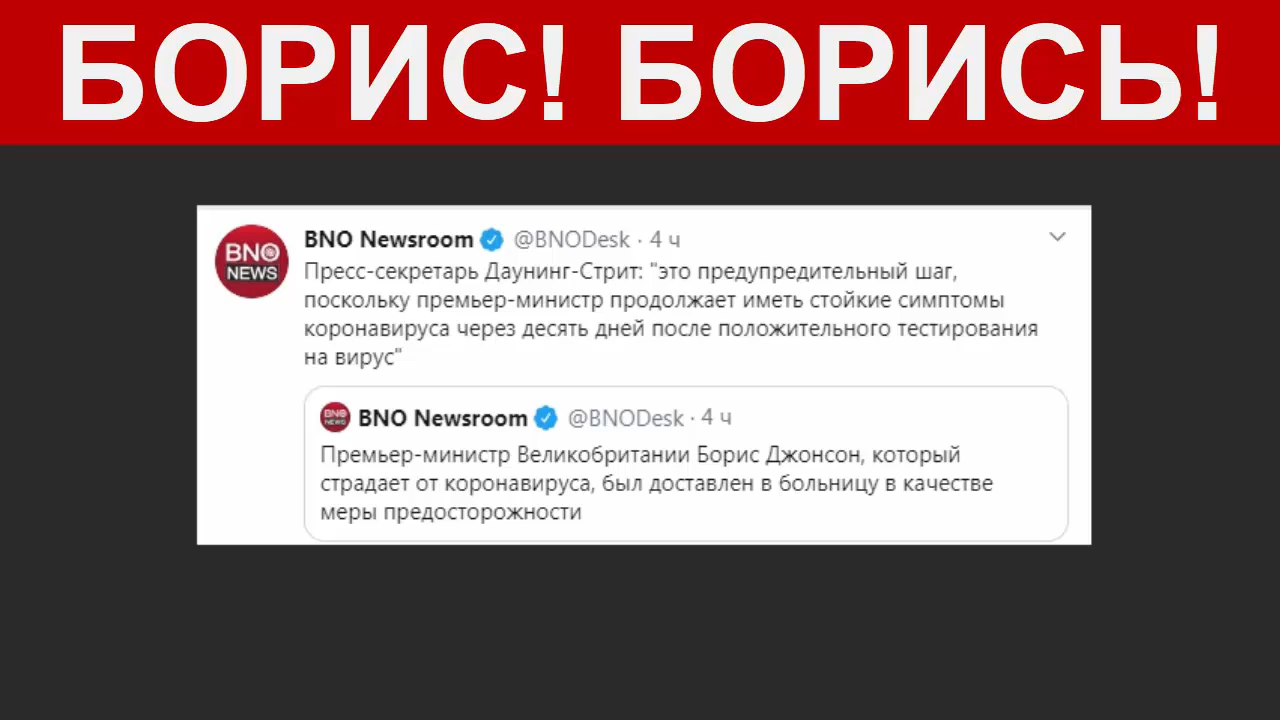 БОРИС! БОРИСЬ!
BNO NEWS
BNO Newsroom @BNODesk · 4 ч
Пресс-секретарь Даунинг-Стрит: "это предупредительный шаг,
поскольку премьер-министр продолжает иметь стойкие симптомы
коронавируса через десять дней после положительного тестирования
на вирус"
BNO NEWS
BNO Newsroom @BNODesk · 4 ч
Премьер-министр Великобритании Борис Джонсон, который
страдает от коронавируса, был доставлен в больницу в качестве
меры предосторожности